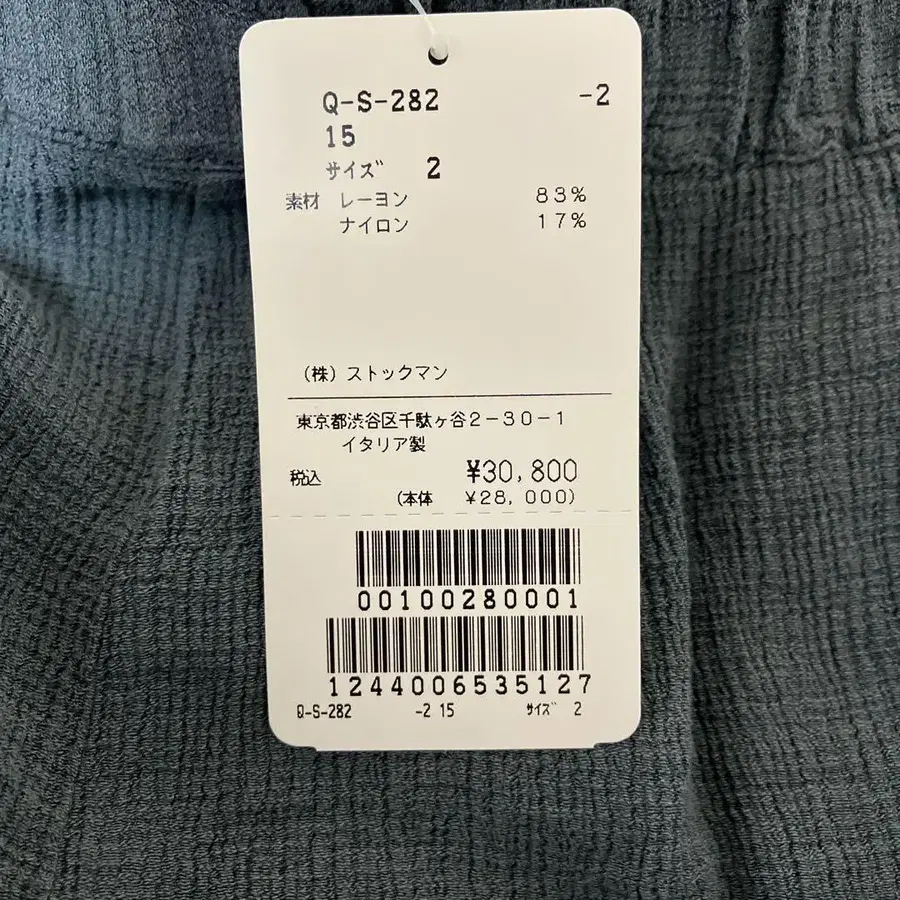 Q-S-282 -2
15
サイズ 2
素材 レーヨン 83%
ナイロン 17%
（株）ストックマン
東京都渋谷区千駄ヶ谷2-30-1
イタリア製
税込 ¥30,800
(本体 ¥28,000)
00100280001
1244006535127
Q-S-282 -2 15 サイズ 2